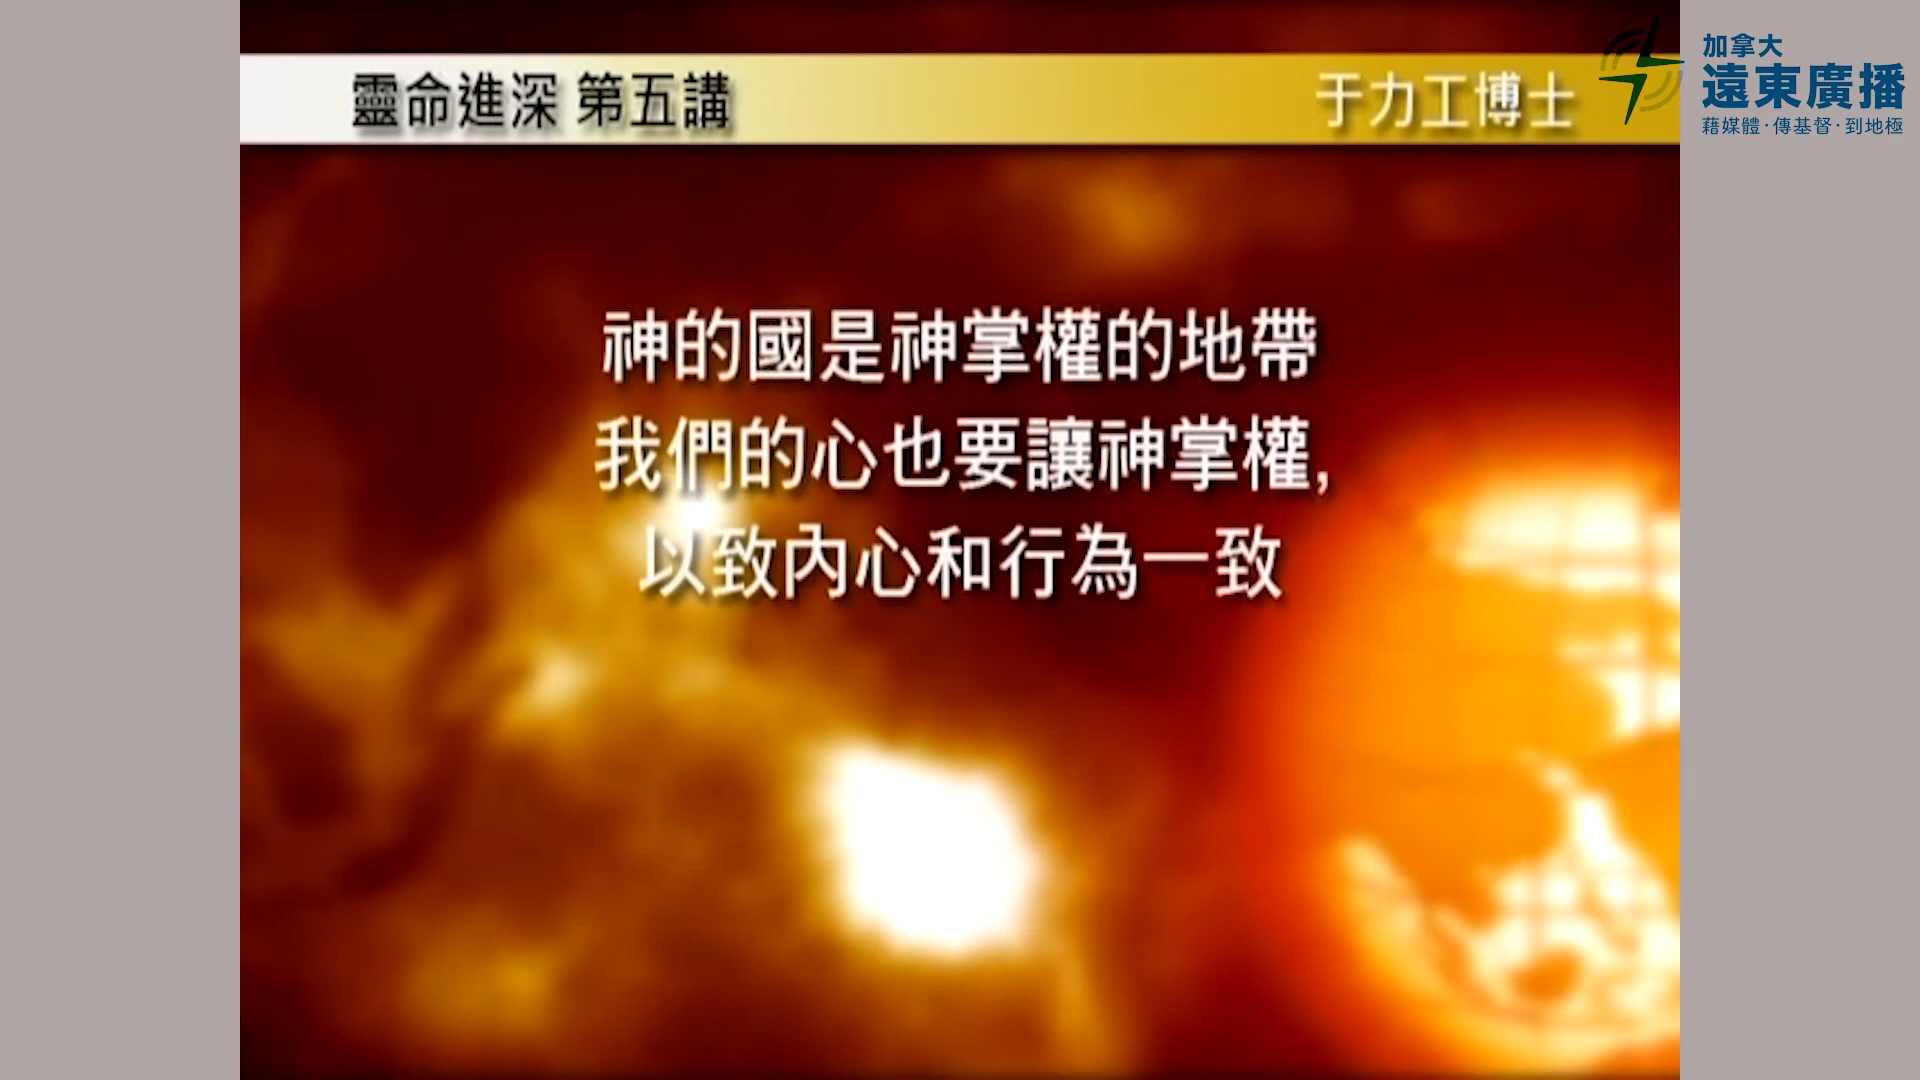 靈命進深 第五講
于力工博士
加拿大
遠東廣播
藉媒體·傳基督·到地極
神的國是神掌權的地帶
我們的心也要讓神掌權,
以致內心和行為一致